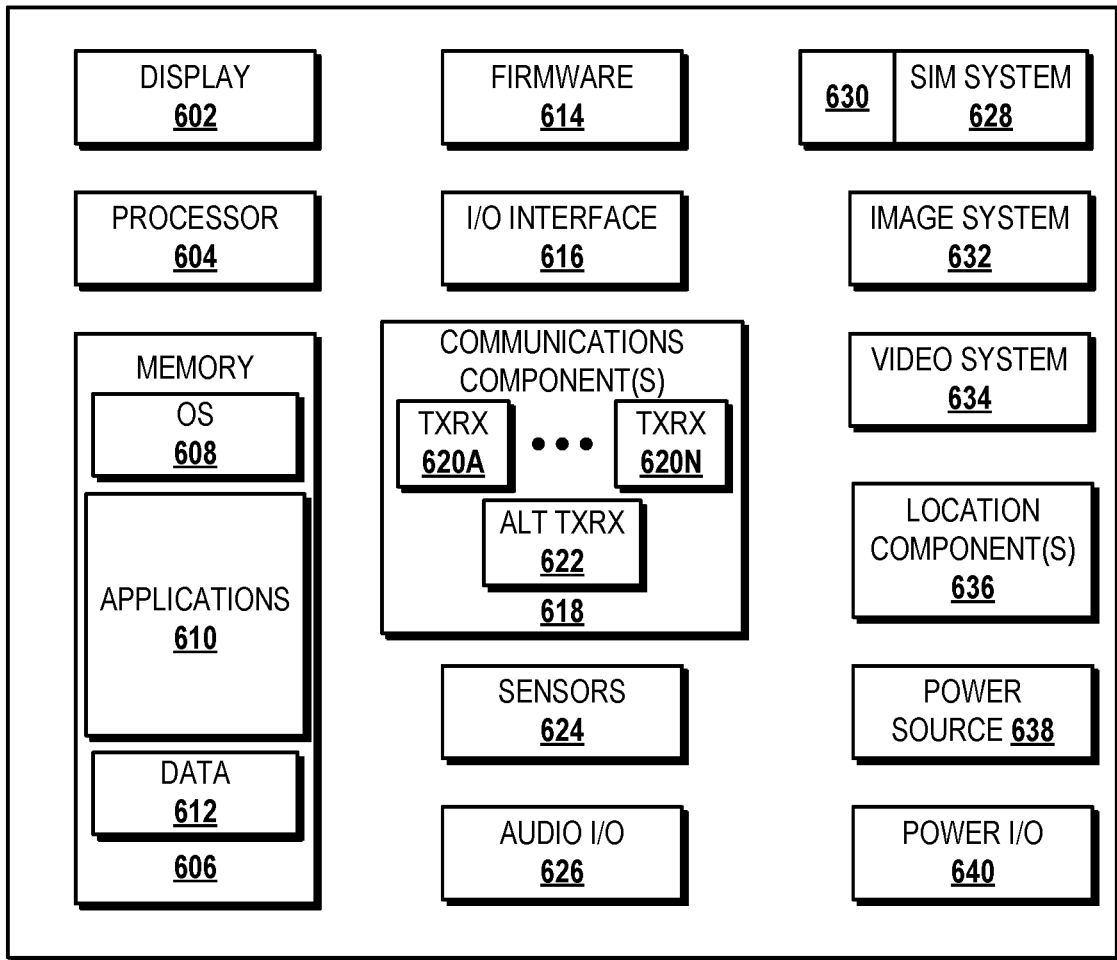 DISPLAY
602
PROCESSOR
604
MEMORY
OS
608
APPLICATIONS
610
DATA
612
606
FIRMWARE
614
I/O INTERFACE
616
COMMUNICATIONS
COMPONENT(S)
TXRX
620A
TXRX
620N
ALT TXRX
622
618
SENSORS
624
AUDIO I/O
626
630
SIM SYSTEM
628
IMAGE SYSTEM
632
VIDEO SYSTEM
634
LOCATION
COMPONENT(S)
636
POWER
SOURCE 638
POWER I/O
640